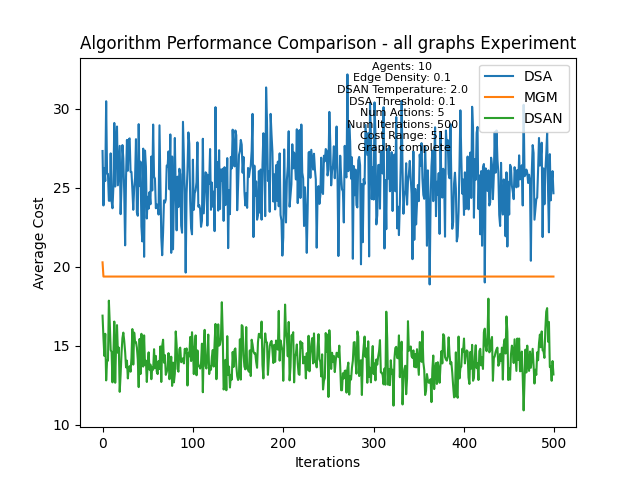 Algorithm Performance Comparison - all graphs Experiment
Agents: 10
Edge Density: 0.1
DSAN Temperature: 2.0
DSA Threshold: 0.1
Num Actions: 5
Num Iterations: 500
Cost Range: 51
Graph: complete
DSA
MGM
DSAN
30
25
20
15
10
Average Cost
0
100
200
300
400
500
Iterations